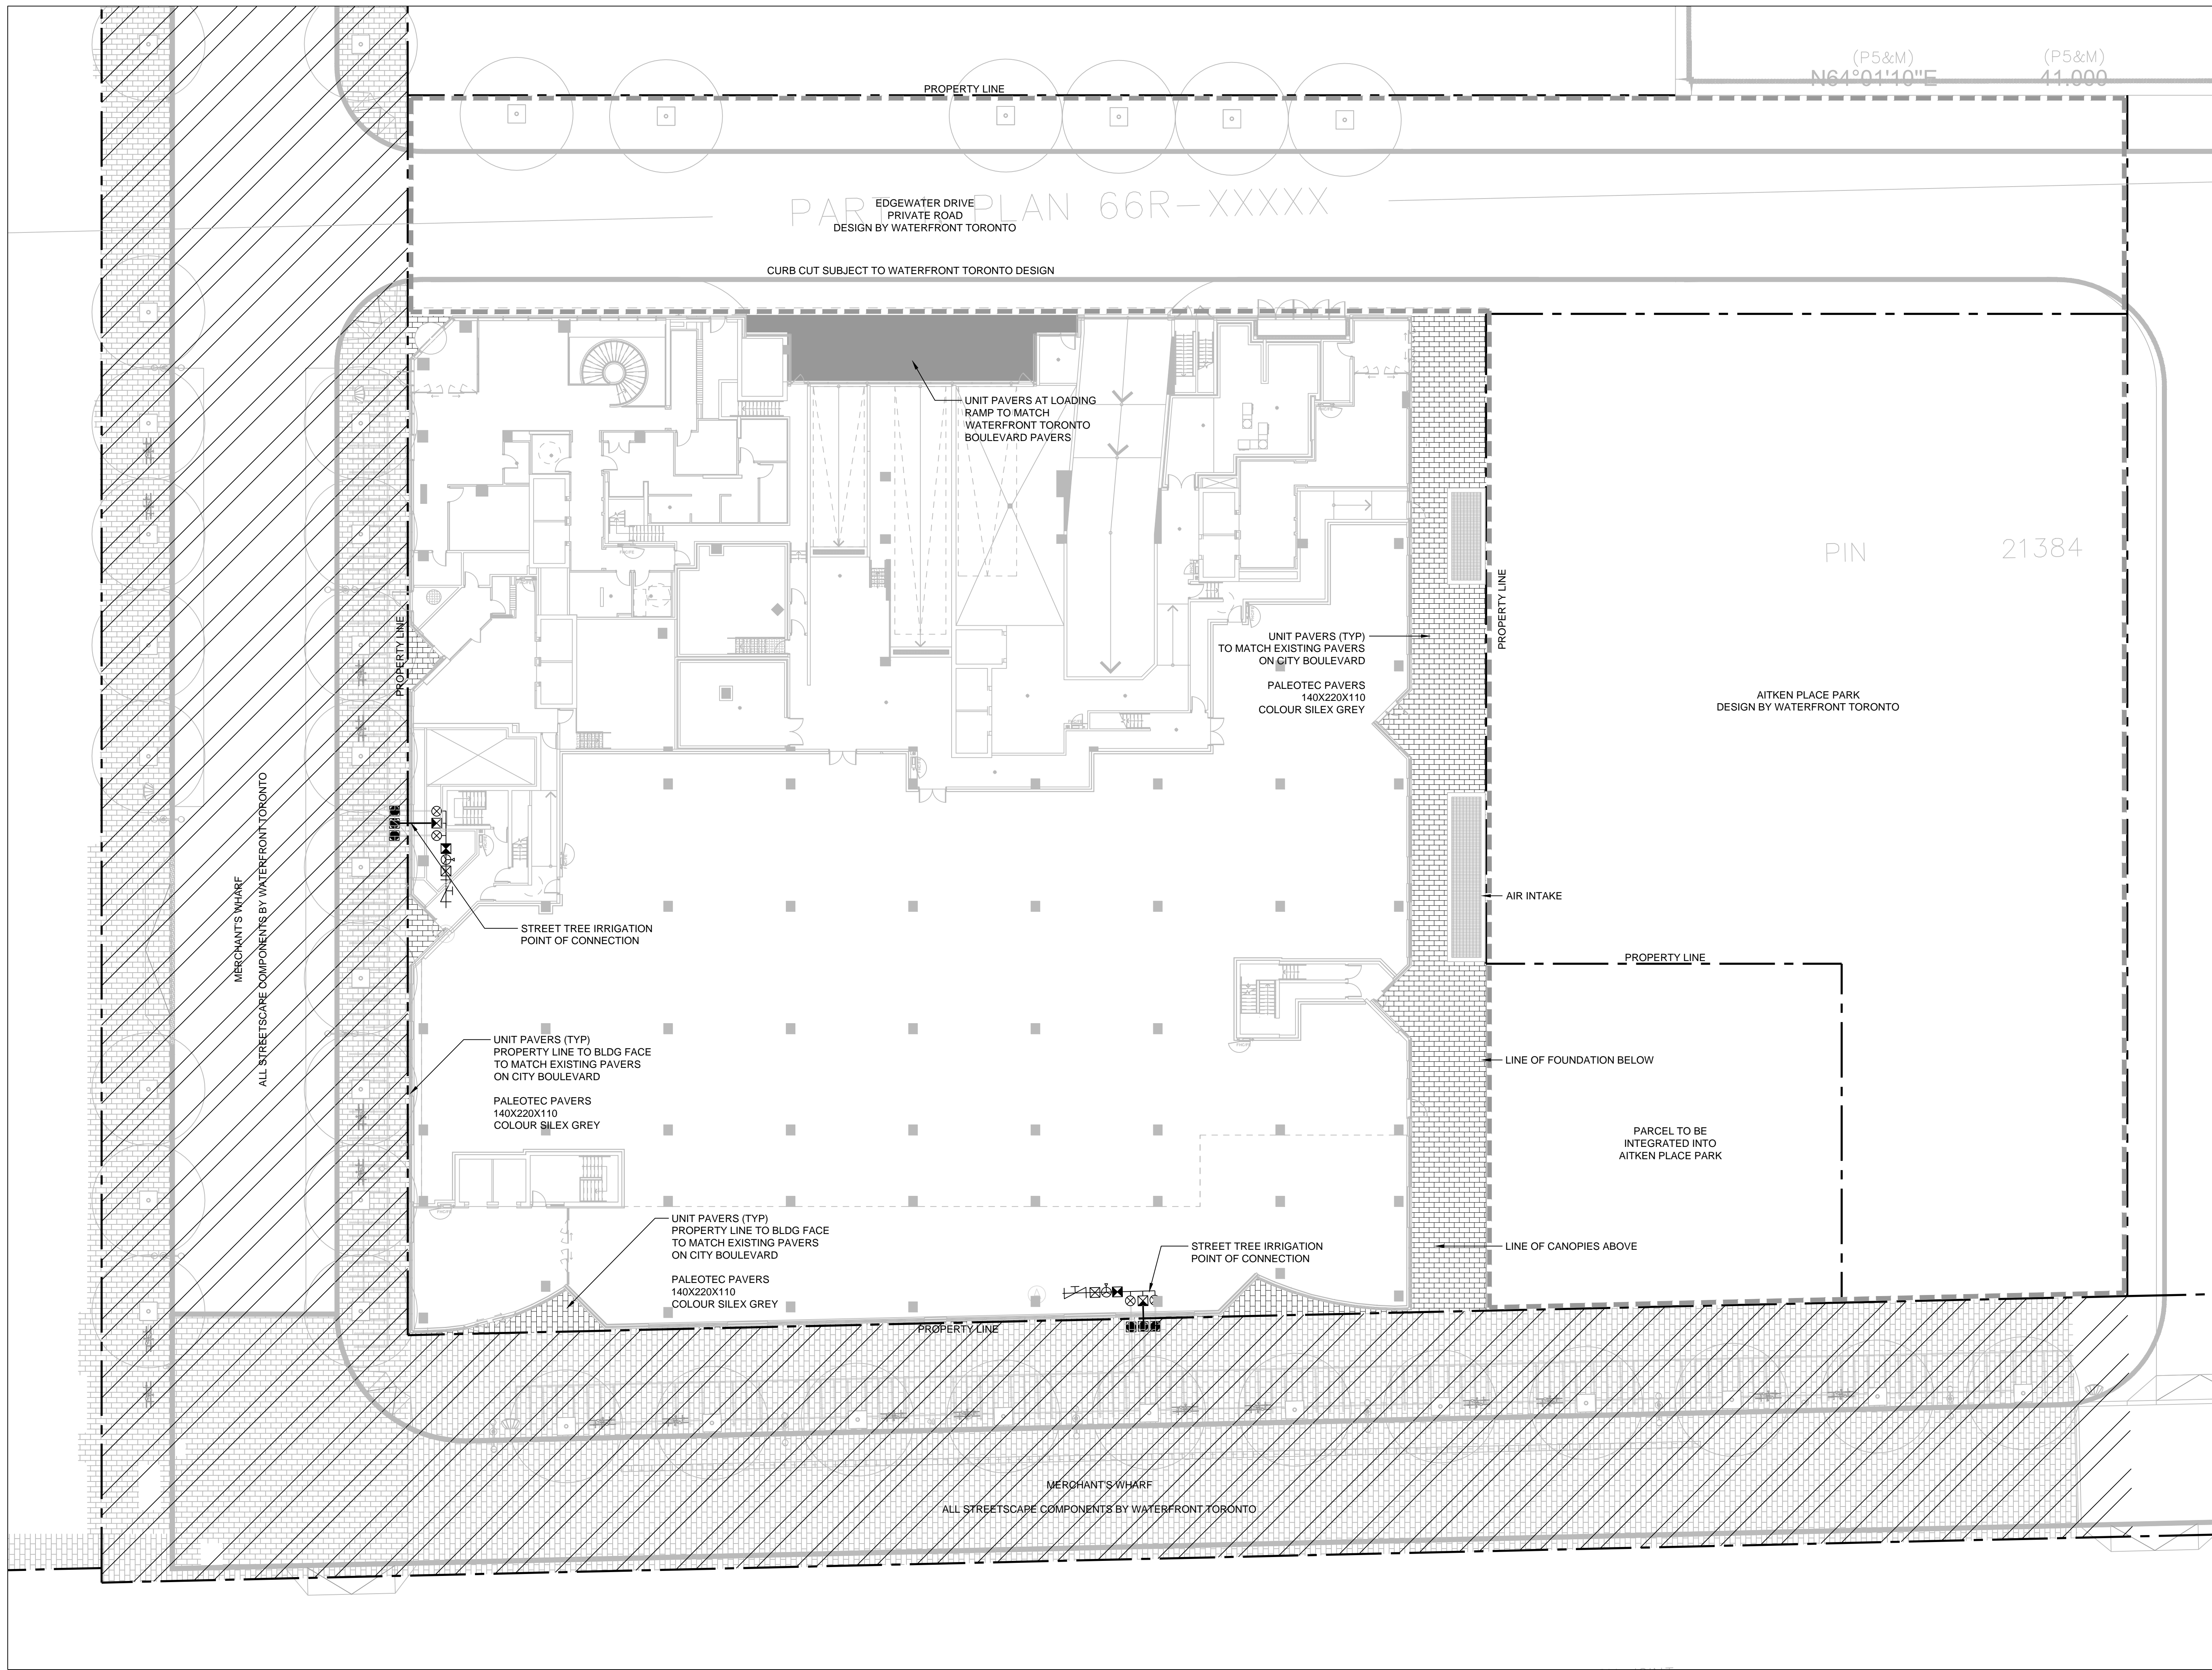 (P5&M)
N64°01'10"E
(P5&M)
41.000
PROPERTY LINE
PART PLAN 66R-XXXXX
EDGEWATER DRIVE
PRIVATE ROAD
DESIGN BY WATERFRONT TORONTO
CURB CUT SUBJECT TO WATERFRONT TORONTO DESIGN
UNIT PAVERS AT LOADING
RAMP TO MATCH
WATERFRONT TORONTO
BOULEVARD PAVERS
PIN 21384
PROPERTY LINE
PROPERTY LINE
UNIT PAVERS (TYP)
TO MATCH EXISTING PAVERS
ON CITY BOULEVARD
PALEOTEC PAVERS
140X220X110
COLOUR SILEX GREY
AITKEN PLACE PARK
DESIGN BY WATERFRONT TORONTO
MERCHANT'S WHARF
ALL STREETSCAPE COMPONENTS BY WATERFRONT TORONTO
AIR INTAKE
STREET TREE IRRIGATION
POINT OF CONNECTION
PROPERTY LINE
UNIT PAVERS (TYP)
PROPERTY LINE TO BLDG FACE
TO MATCH EXISTING PAVERS
ON CITY BOULEVARD
PALEOTEC PAVERS
140X220X110
COLOUR SILEX GREY
LINE OF FOUNDATION BELOW
PARCEL TO BE
INTEGRATED INTO
AITKEN PLACE PARK
UNIT PAVERS (TYP)
PROPERTY LINE TO BLDG FACE
TO MATCH EXISTING PAVERS
ON CITY BOULEVARD
PALEOTEC PAVERS
140X220X110
COLOUR SILEX GREY
STREET TREE IRRIGATION
POINT OF CONNECTION
LINE OF CANOPIES ABOVE
PROPERTY LINE
MERCHANT'S WHARF
ALL STREETSCAPE COMPONENTS BY WATERFRONT TORONTO